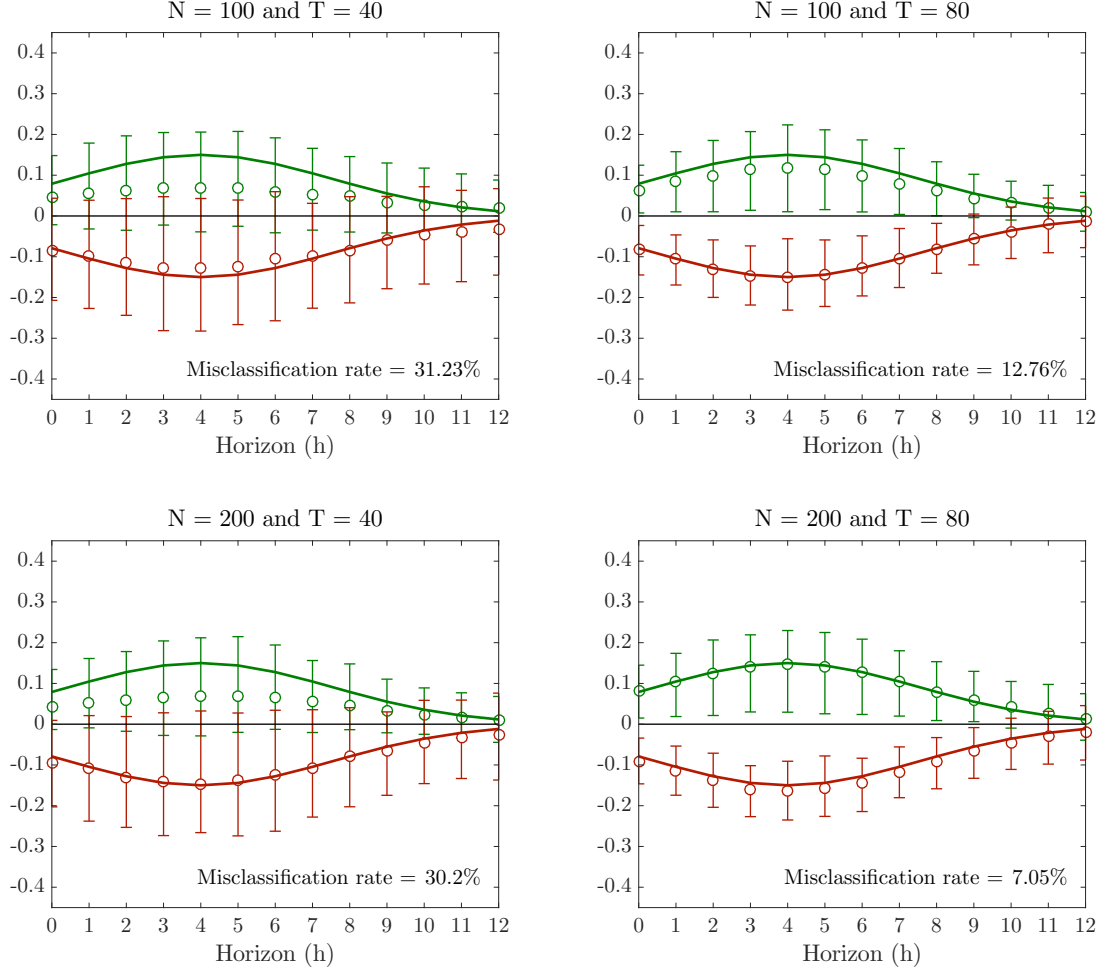 N = 100 and T = 40
0.4
0.3
0.2
0.1
0
-0.1
-0.2
-0.3
-0.4
Misclassification rate = 31.23%
0 1 2 3 4 5 6 7 8 9 10 11 12
Horizon (h)
N = 100 and T = 80
0.4
0.3
0.2
0.1
0
-0.1
-0.2
-0.3
-0.4
Misclassification rate = 12.76%
0 1 2 3 4 5 6 7 8 9 10 11 12
Horizon (h)
N = 200 and T = 40
0.4
0.3
0.2
0.1
0
-0.1
-0.2
-0.3
-0.4
Misclassification rate = 30.2%
0 1 2 3 4 5 6 7 8 9 10 11 12
Horizon (h)
N = 200 and T = 80
0.4
0.3
0.2
0.1
0
-0.1
-0.2
-0.3
-0.4
Misclassification rate = 7.05%
0 1 2 3 4 5 6 7 8 9 10 11 12
Horizon (h)